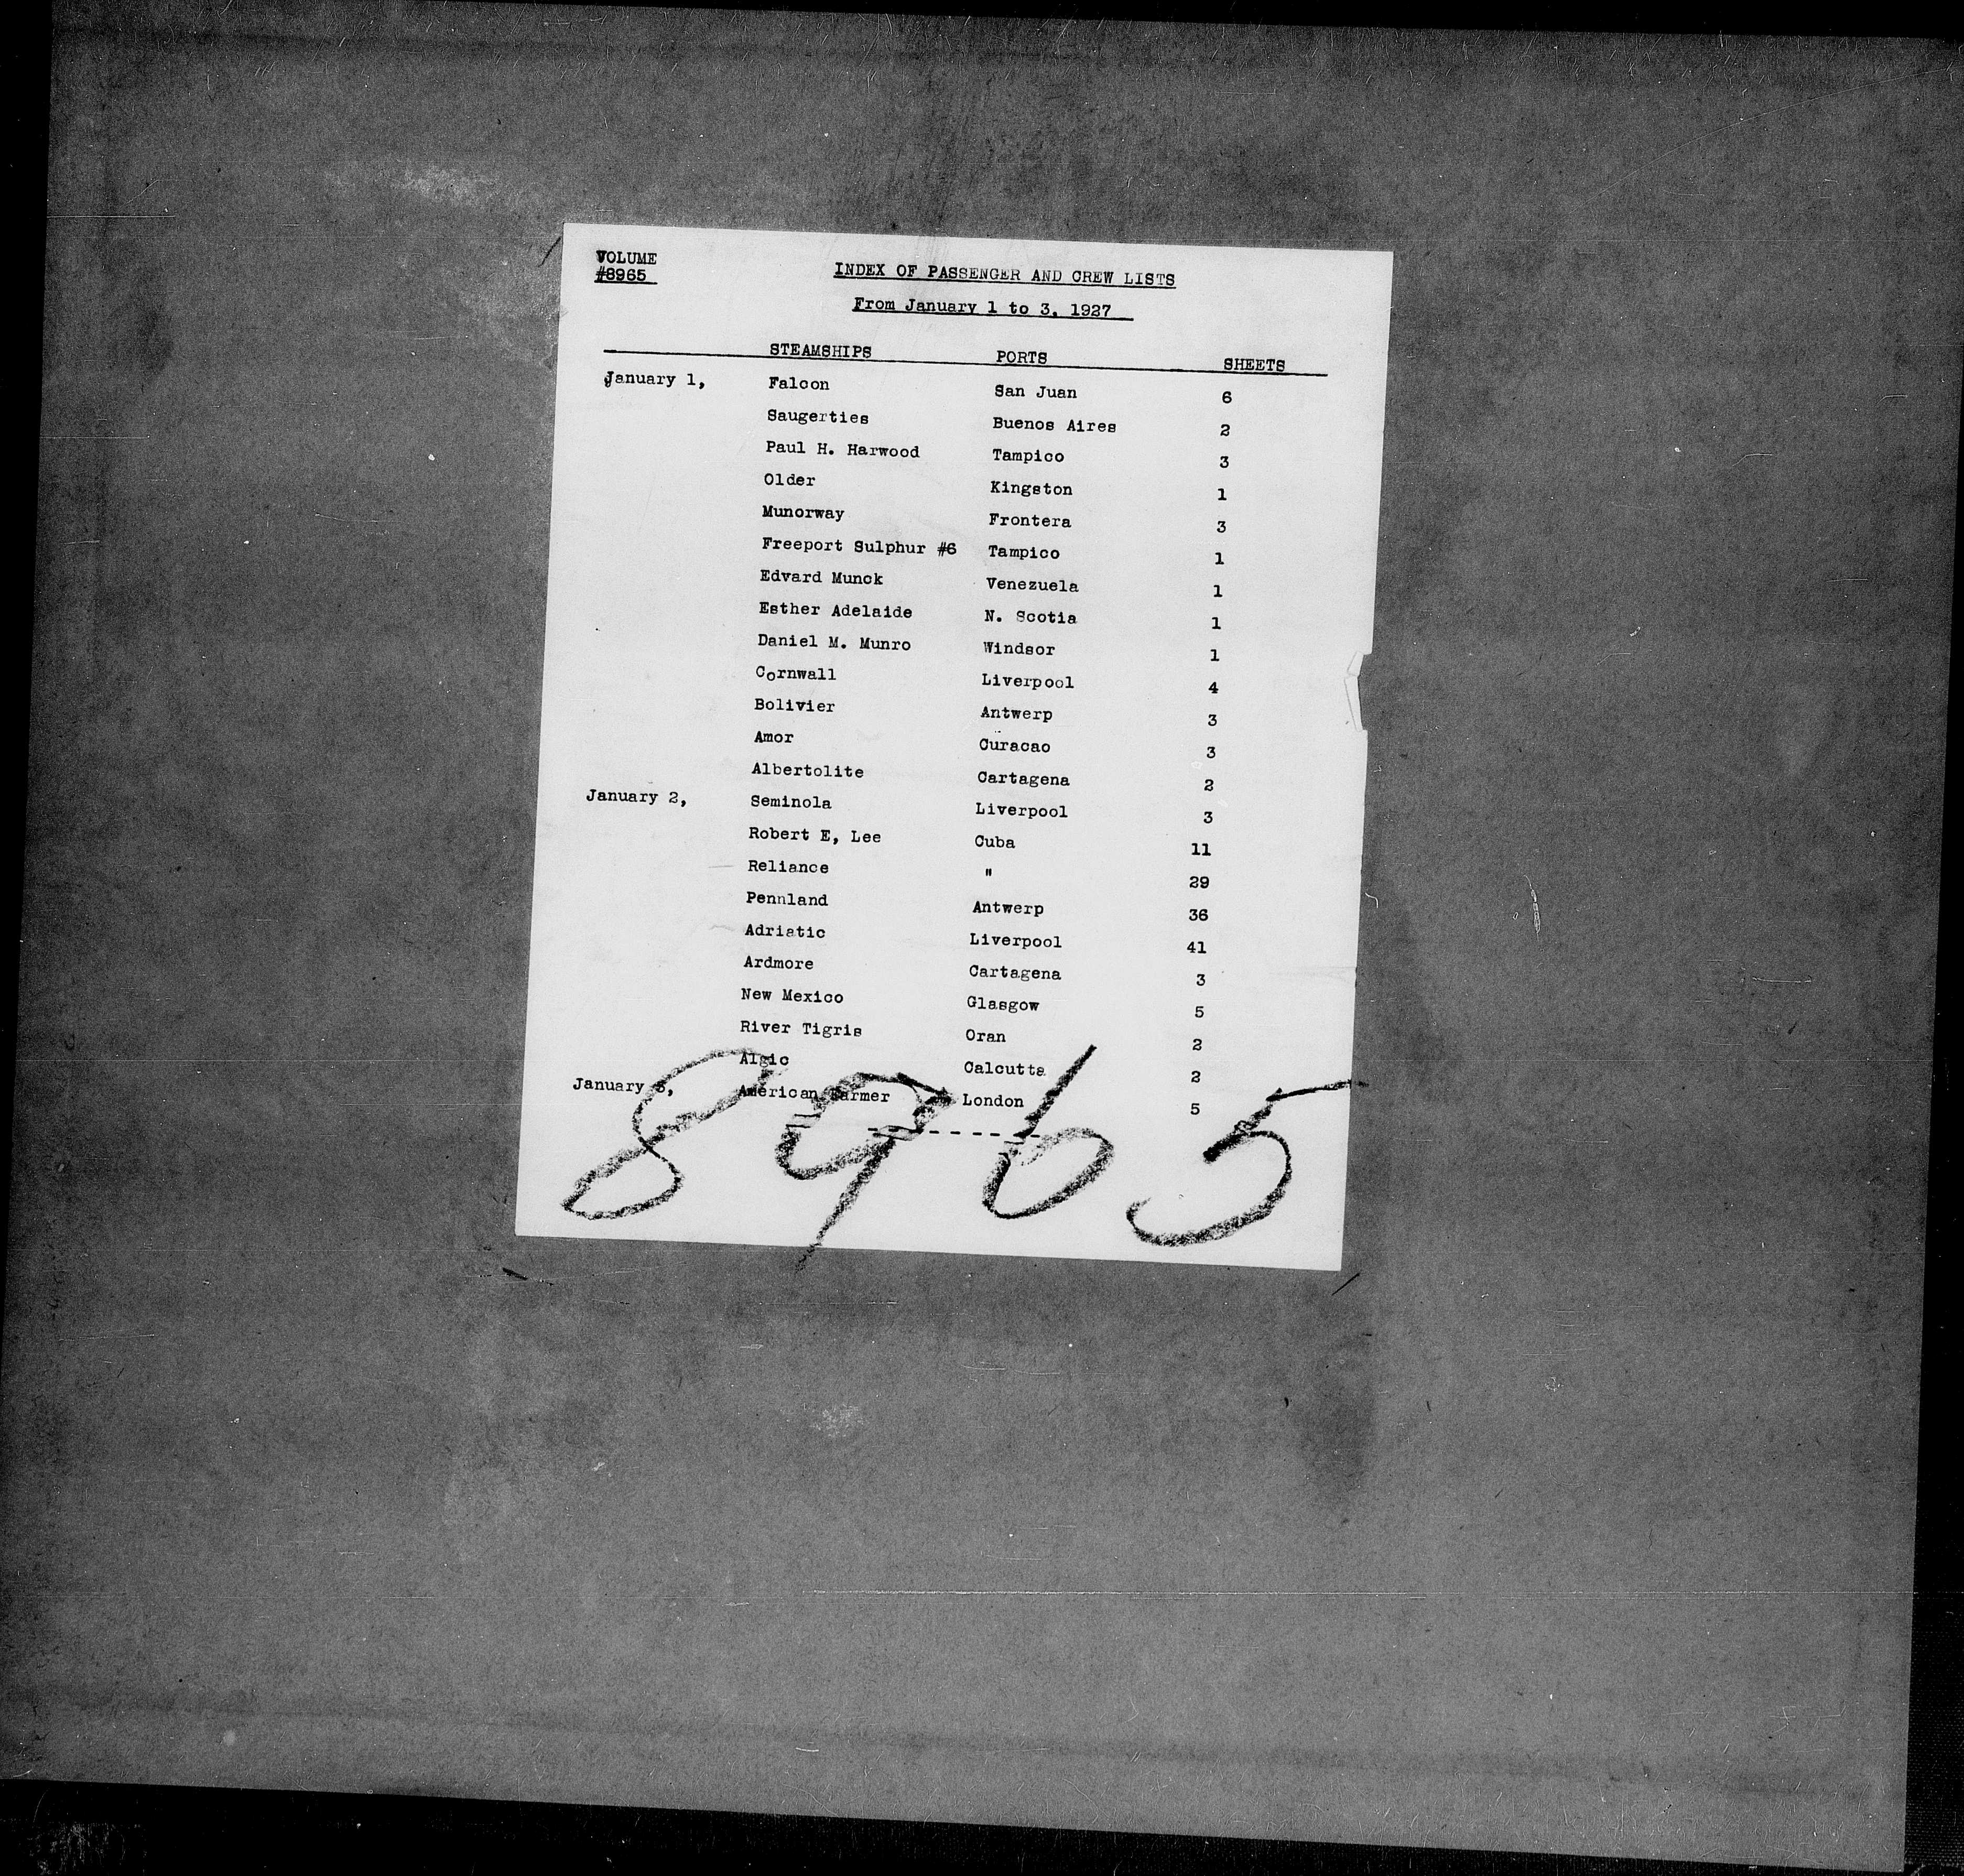 VOLUME
#8965
INDEX OF PASSENGER AND CREW LISTS
From January 1 to 3, 1927
STEAMSHIPS PORTS SHEETS
January 1, Falcon San Juan 6
Saugerties Buenos Aires 2
Paul H. Harwood Tampico 3
Older Kingston 1
Munorway Frontera 3
Freeport Sulphur #6 Tampico 1
Edvard Munck Venezuela 1
Esther Adelaide N. Scotia 1
Daniel M. Munro Windsor 1
Cornwall Liverpool 4
Bolivier Antwerp 3
Amor Curacao 3
Albertolite Cartagena 2
January 2, Seminola Liverpool 3
Robert E, Lee Cuba 11
Reliance " 29
Pennland Antwerp 36
Adriatic Liverpool 41
Ardmore Cartagena 3
New Mexico Glasgow 5
River Tigris Oran 2
Algic Calcutta 2
January 3, American Farmer London 5
8965